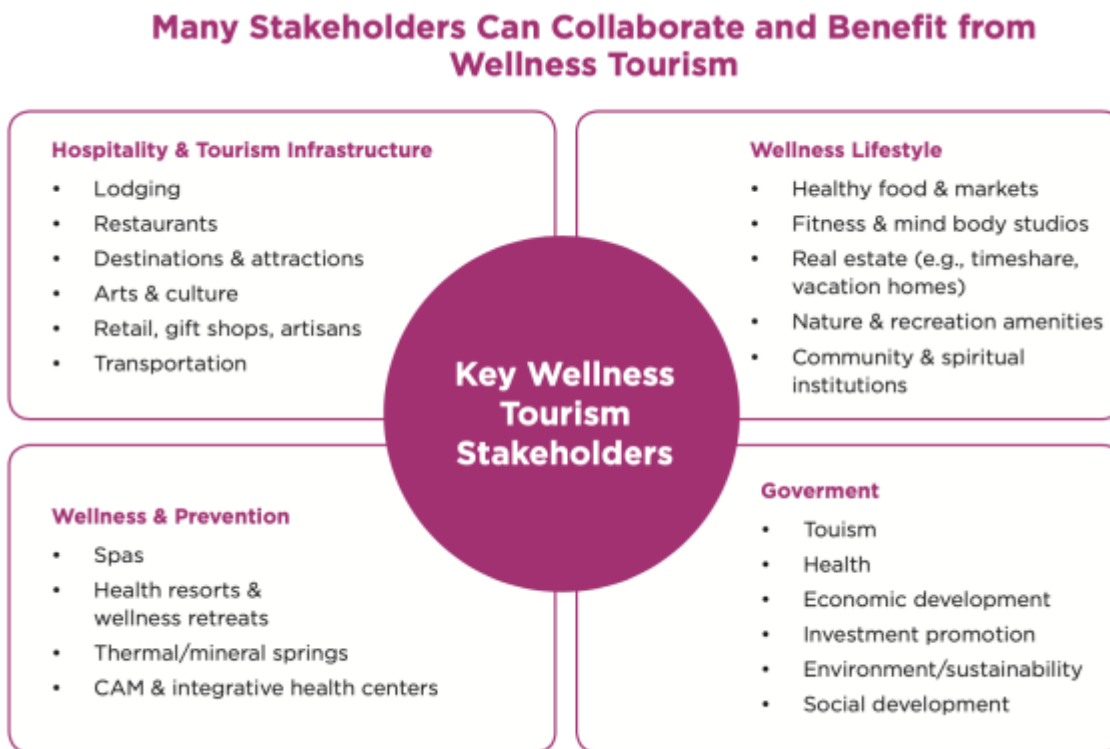 Many Stakeholders Can Collaborate and Benefit from
Wellness Tourism
Hospitality & Tourism Infrastructure
• Lodging
• Restaurants
• Destinations & attractions
• Arts & culture
• Retail, gift shops, artisans
• Transportation
Wellness Lifestyle
• Healthy food & markets
• Fitness & mind body studios
• Real estate (e.g., timeshare,
vacation homes)
• Nature & recreation amenities
• Community & spiritual
institutions
Key Wellness
Tourism
Stakeholders
Wellness & Prevention
• Spas
• Health resorts &
wellness retreats
• Thermal/mineral springs
• CAM & integrative health centers
Goverment
• Touism
• Health
• Economic development
• Investment promotion
• Environment/sustainability
• Social development